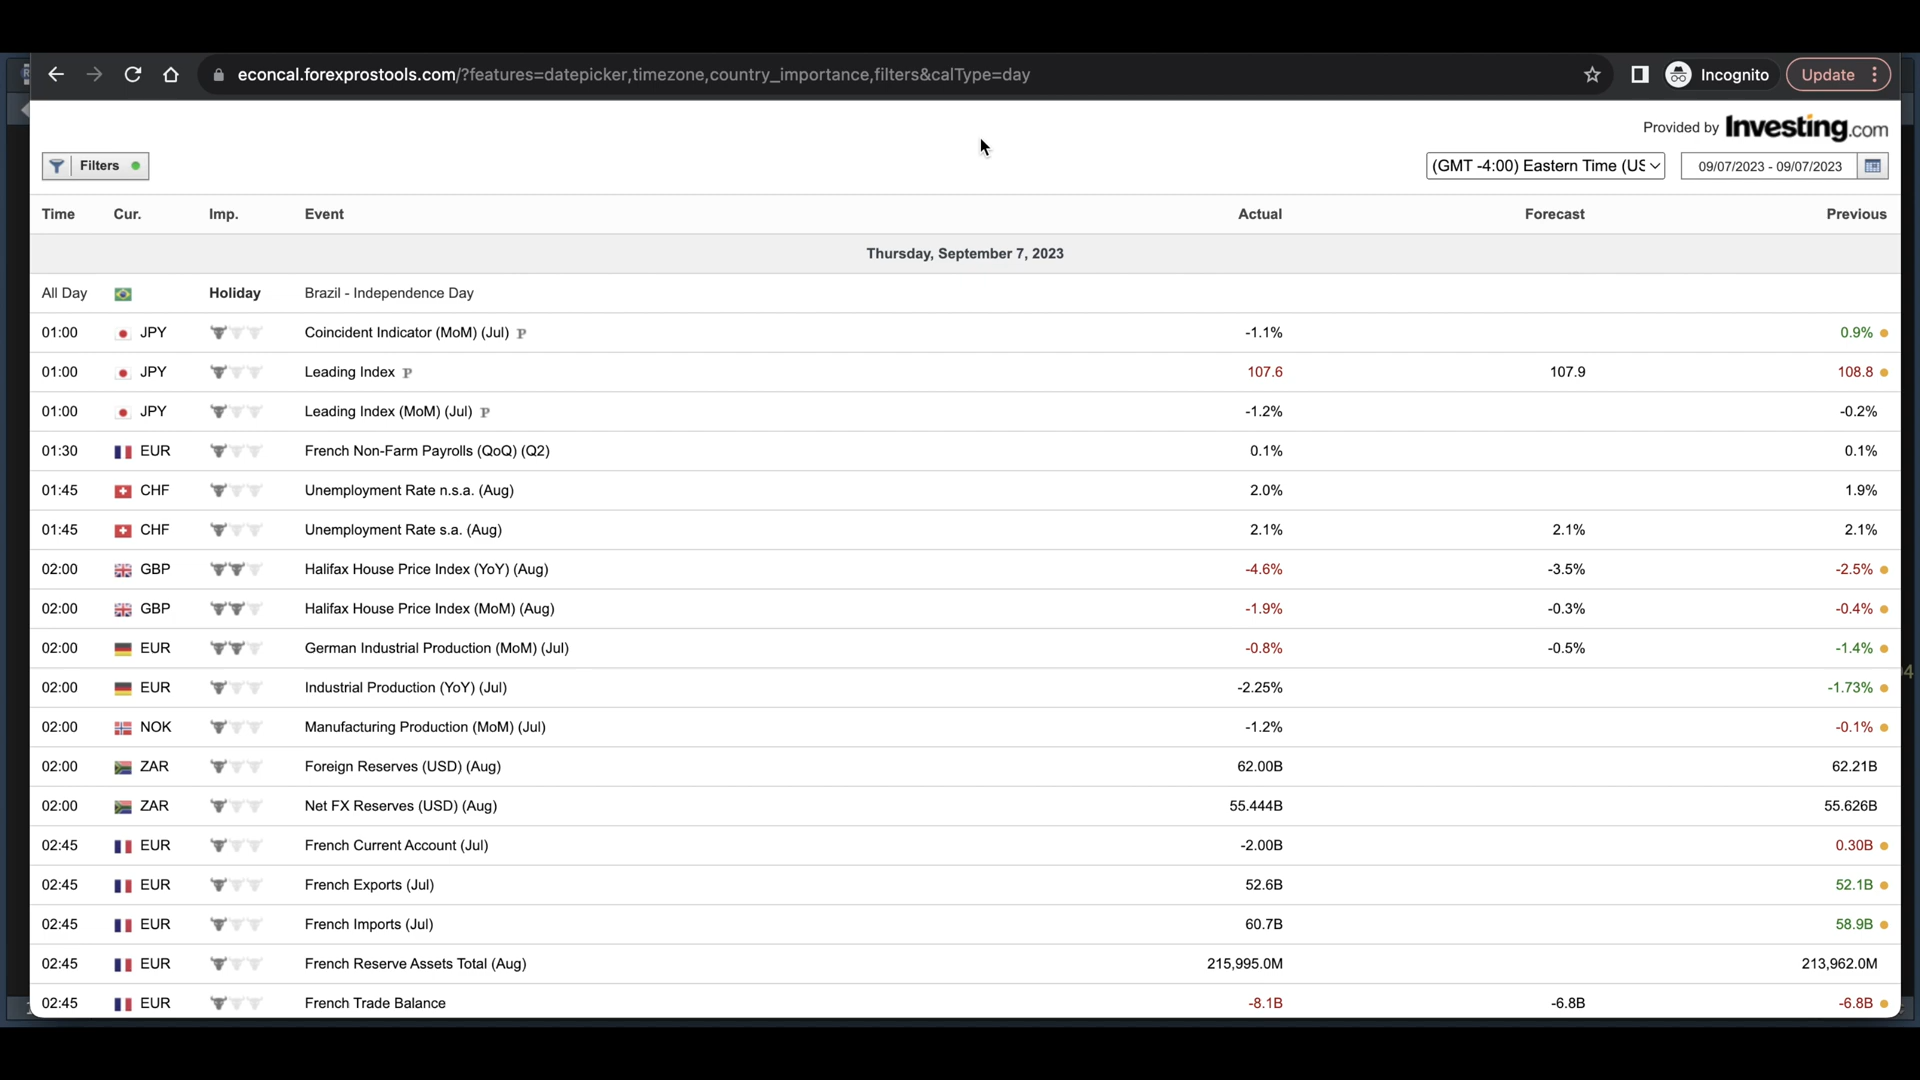 econcal.forexprostools.com/?features=datepicker,timezone,country_importance,filters&calType=day Incognito Update
Provided by Investing.com
Filters (GMT -4:00) Eastern Time (US 09/07/2023 - 09/07/2023
Time Cur. Imp. Event Actual Forecast Previous
Thursday, September 7, 2023
All Day Holiday Brazil - Independence Day
01:00 JPY Coincident Indicator (MoM) (Jul) P -1.1% 0.9%
01:00 JPY Leading Index P 107.6 107.9 108.8
01:00 JPY Leading Index (MoM) (Jul) P -1.2% -0.2%
01:30 EUR French Non-Farm Payrolls (QoQ) (Q2) 0.1% 0.1%
01:45 CHF Unemployment Rate n.s.a. (Aug) 2.0% 1.9%
01:45 CHF Unemployment Rate s.a. (Aug) 2.1% 2.1% 2.1%
02:00 GBP Halifax House Price Index (YoY) (Aug) -4.6% -3.5% -2.5%
02:00 GBP Halifax House Price Index (MoM) (Aug) -1.9% -0.3% -0.4%
02:00 EUR German Industrial Production (MoM) (Jul) -0.8% -0.5% -1.4%
02:00 EUR Industrial Production (YoY) (Jul) -2.25% -1.73%
02:00 NOK Manufacturing Production (MoM) (Jul) -1.2% -0.1%
02:00 ZAR Foreign Reserves (USD) (Aug) 62.00B 62.21B
02:00 ZAR Net FX Reserves (USD) (Aug) 55.444B 55.626B
02:45 EUR French Current Account (Jul) -2.00B 0.30B
02:45 EUR French Exports (Jul) 52.6B 52.1B
02:45 EUR French Imports (Jul) 60.7B 58.9B
02:45 EUR French Reserve Assets Total (Aug) 215,995.0M 213,962.0M
02:45 EUR French Trade Balance -8.1B -6.8B -6.8B